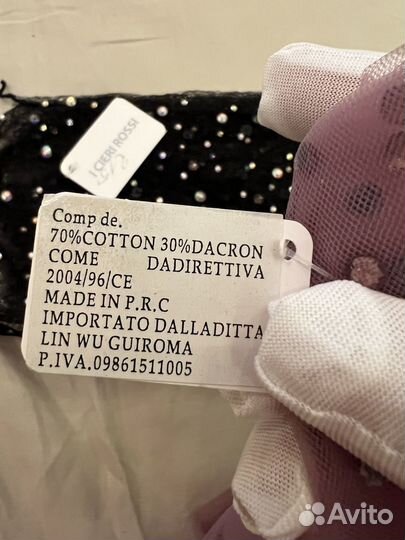 I CIERI ROSSI
Comp de.
70%COTTON 30%DACRON
COME DADIRETTIVA
2004/96/CE
MADE IN P.R.C
IMPORTATO DALLADITTA
LIN WU GUIROMA
P.IVA.09861511005
Avito